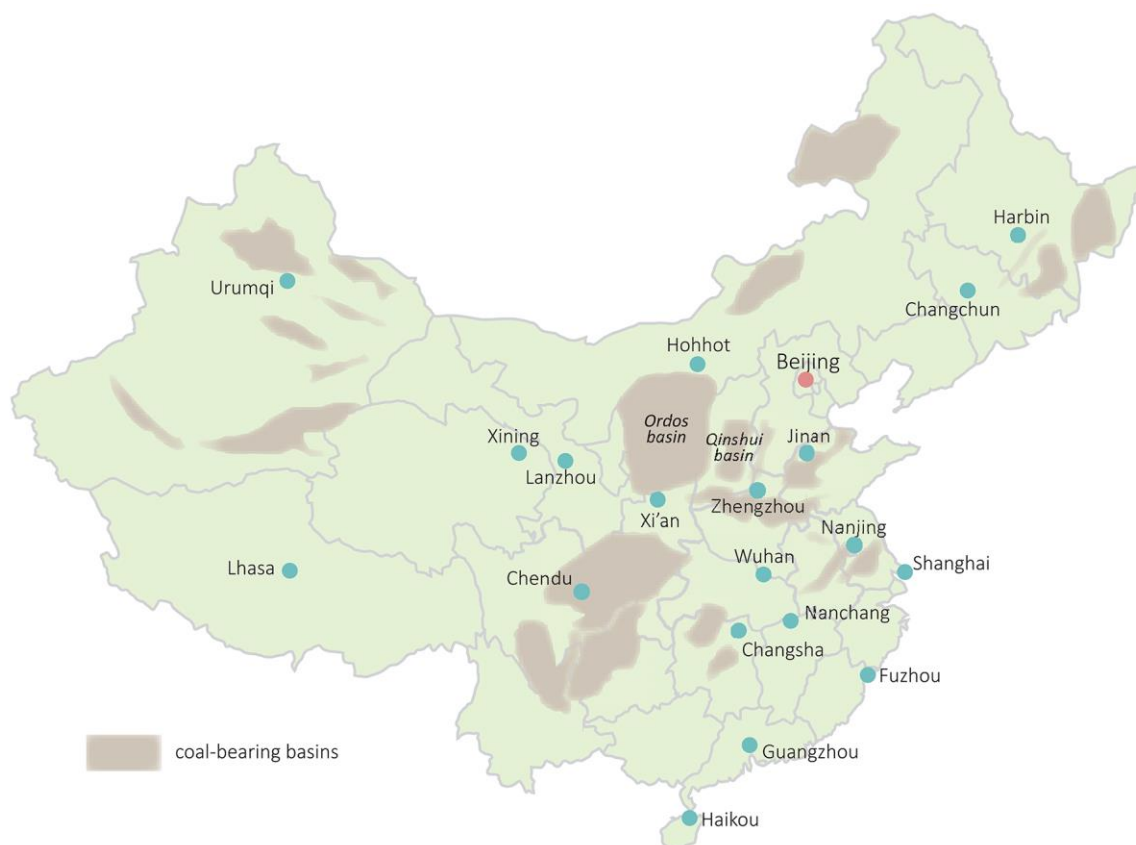 Harbin
Urumqi
Changchun
Hohhot
Beijing
Ordos
basin
Qinshui
basin
Jinan
Xining
Lanzhou
Zhengzhou
Xi’an
Nanjing
Wuhan
Shanghai
Lhasa
Chendu
Nanchang
Changsha
Fuzhou
coal-bearing basins
Guangzhou
Haikou